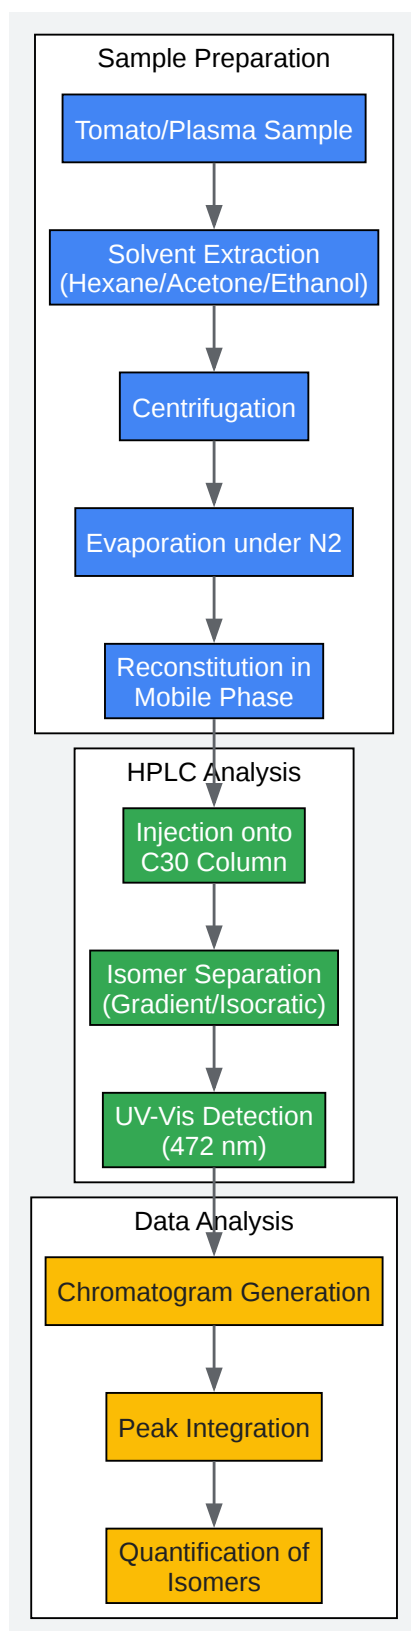 Sample Preparation
Tomato/Plasma Sample
Solvent Extraction
(Hexane/Acetone/Ethanol)
Centrifugation
Evaporation under N2
Reconstitution in
Mobile Phase
HPLC Analysis
Injection onto
C30 Column
Isomer Separation
(Gradient/Isocratic)
UV-Vis Detection
(472 nm)
Data Analysis
Chromatogram Generation
Peak Integration
Quantification of
Isomers